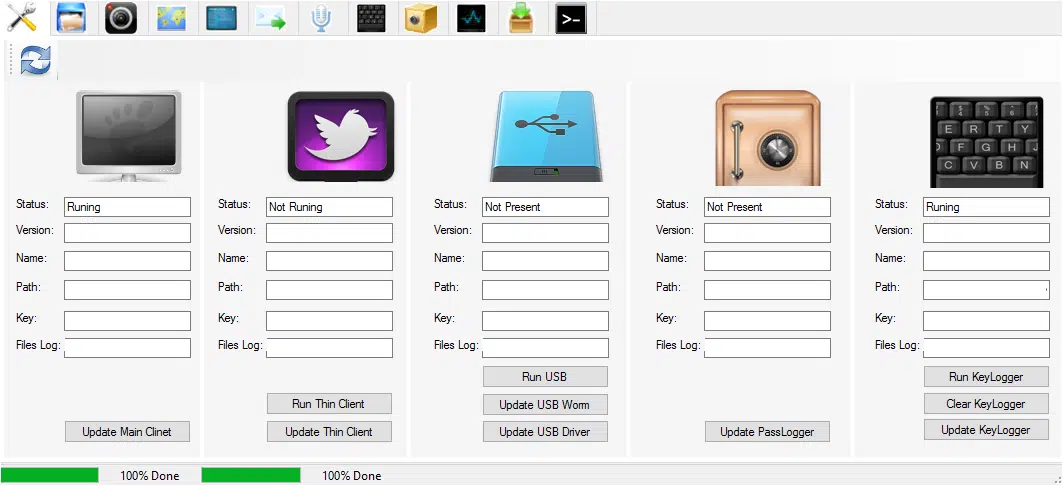 Status: Runing
Version:
Name:
Path:
Key:
Files Log:
Update Main Clinet
Status: Not Runing
Version:
Name:
Path:
Key:
Files Log:
Run Thin Client
Update Thin Client
Status: Not Present
Version:
Name:
Path:
Key:
Files Log:
Run USB
Update USB Worm
Update USB Driver
Status: Not Present
Version:
Name:
Path:
Key:
Files Log:
Update PassLogger
E R T Y
D F G H J
C V B N
Status: Runing
Version:
Name:
Path:
Key:
Files Log:
Run KeyLogger
Clear KeyLogger
Update KeyLogger
100% Done
100% Done